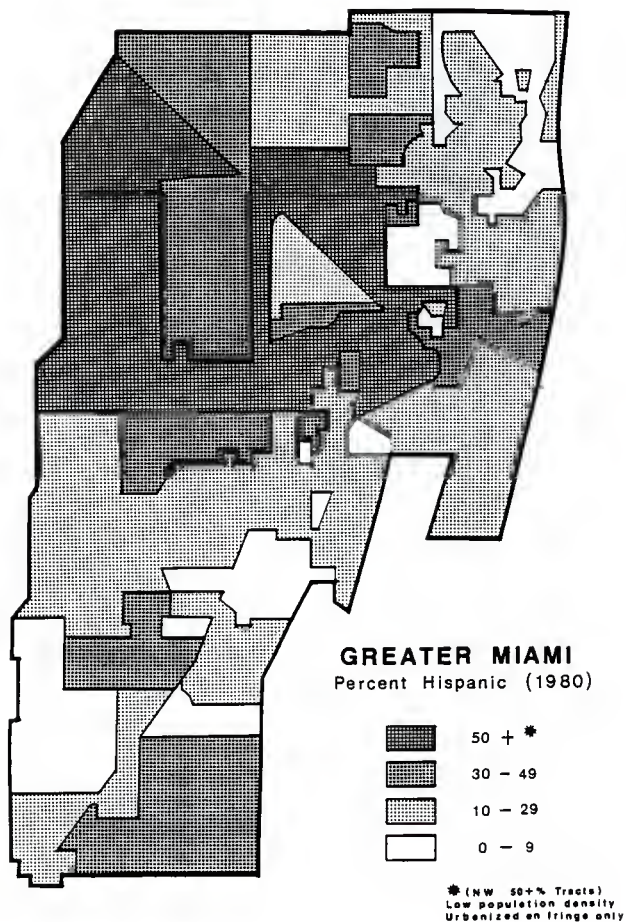 GREATER MIAMI
Percent Hispanic (1980)
50 + *
30 - 49
10 - 29
0 - 9
* (NW 50+% Tracts)
Low population density
Urbanized on fringe only